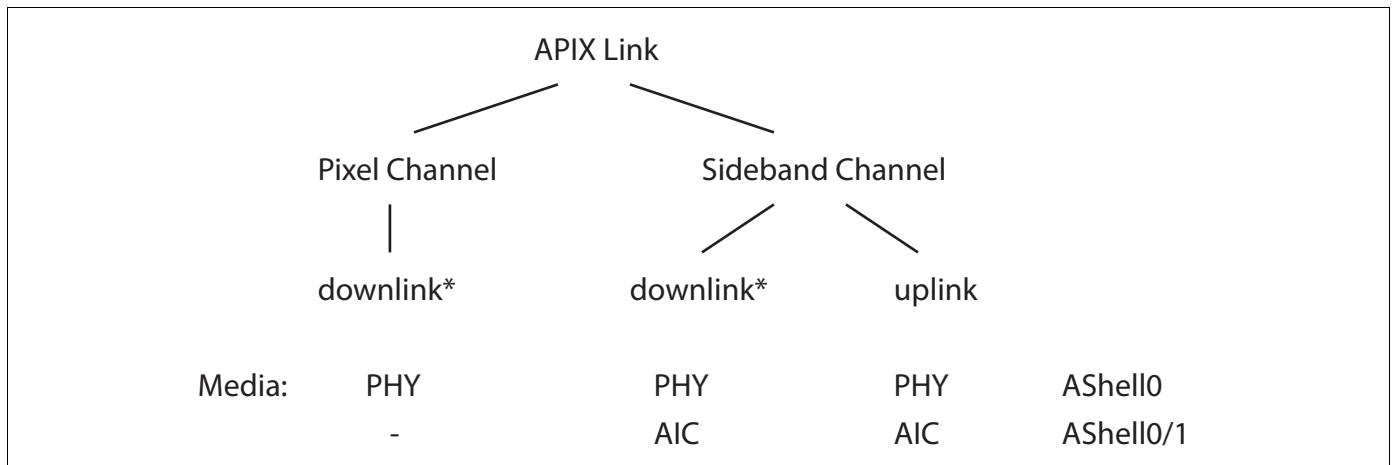 APIX Link
Pixel Channel Sideband Channel
downlink* downlink* uplink
Media: PHY PHY PHY AShell0
- AIC AIC AShell0/1